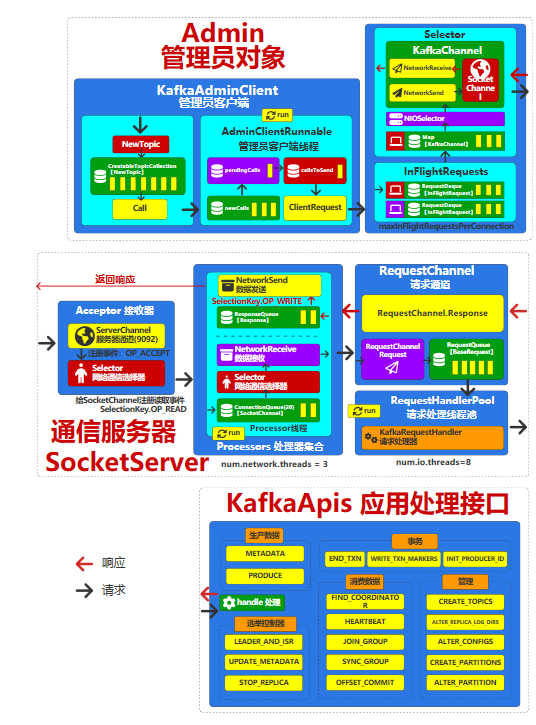 Admin
管理员对象
KafkaAdminClient
管理员客户端
NewTopic
CreatableTopicCollection
【NewTopic】
Call
run
AdminClientRunnable
管理员客户端线程
pendingCalls
callsToSend
newCalls
ClientRequest
Selector
KafkaChannel
NetworkReceive
NetworkSend
Socket
Channe
l
NIOSelector
Map
【KafkaChannel】
InFlightRequests
RequestDeque
【InFlightRequest】
RequestDeque
【InFlightRequest】
maxInFlightRequestsPerConnection
返回响应
Acceptor 接收器
ServerChannel
服务器通道(9092)
注册事件：OP_ACCEPT
Selector
网络通信选择器
给SocketChannel注册读取事件
SelectionKey.OP_READ
通信服务器
SocketServer
NetworkSend
数据发送
SelectionKey.OP_WRITE
ResponseQueue
【Response】
NetworkReceive
数据接收
Selector
网络通信选择器
ConnectionQueue(20)
【SocketChannel】
Processor线程
run
Processors 处理器集合
num.network.threads = 3
RequestChannel
请求通道
RequestChannel.Response
RequestChannel
Request
RequestQueue
【BaseRequest】
RequestHandlerPool
请求处理线程池
run
KafkaRequestHandler
请求处理器
num.io.threads=8
KafkaApis 应用处理接口
响应
请求
生产数据
METADATA
PRODUCE
handle 处理
选举控制器
LEADER_AND_ISR
UPDATE_METADATA
STOP_REPLICA
事务
END_TXN
WRITE_TXN_MARKERS
INIT_PRODUCER_ID
消费数据
FIND_COORDINATO
R
HEARTBEAT
JOIN_GROUP
SYNC_GROUP
OFFSET_COMMIT
管理
CREATE_TOPICS
ALTER_REPLICA_LOG_DIRS
ALTER_CONFIGS
CREATE_PARTITIONS
ALTER_PARTITION